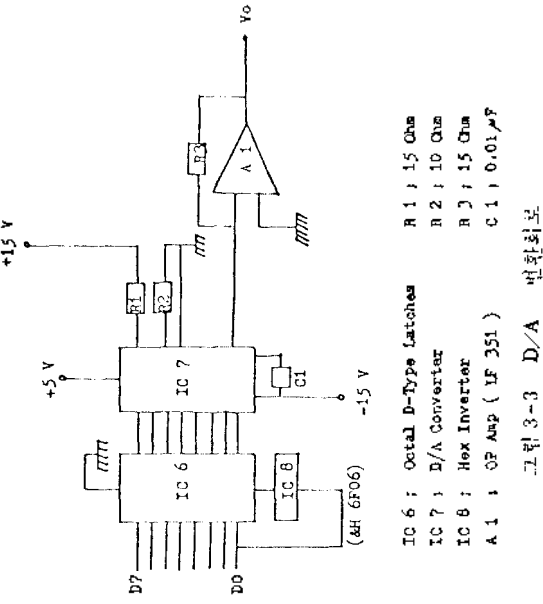 +15 V
+5 V
R1
R2
R3
Vo
A 1
IC 7
C1
-15 V
IC 6
IC 8
D7
D0
(&H 6F06)
IC 6 ; Octal D-Type Latches
IC 7 ; D/A Converter
IC 8 ; Hex Inverter
A 1 ; OP Amp ( LF 351 )
R 1 ; 15 Ohm
R 2 ; 10 Ohm
R 3 ; 15 Ohm
C 1 ; 0.01 µF
그림 3-3 D/A 변환회로